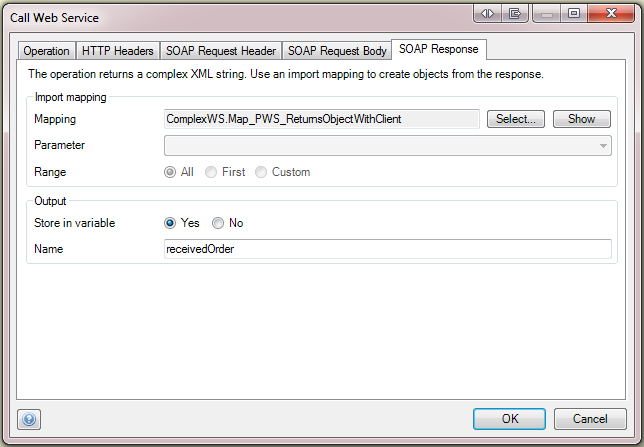 Call Web Service
Operation HTTP Headers SOAP Request Header SOAP Request Body SOAP Response
The operation returns a complex XML string. Use an import mapping to create objects from the response.
Import mapping
Mapping ComplexWS.Map_PWS_ReturnsObjectWithClient Select... Show
Parameter
Range All First Custom
Output
Store in variable Yes No
Name receivedOrder
? OK Cancel